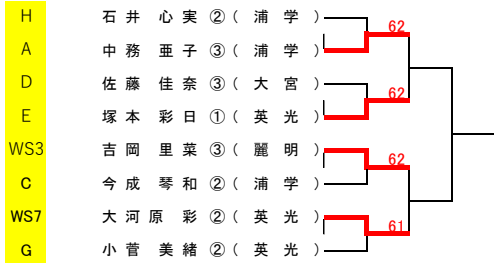 H 石井 心実 ②( 浦 学 )
62
A 中務 亜子 ③( 浦 学 )
D 佐藤 佳奈 ③( 大 宮 )
62
E 塚本 彩日 ①( 英 光 )
WS3 吉岡 里菜 ③( 麗 明 )
62
C 今成 琴和 ②( 浦 学 )
WS7 大河原 彩 ②( 英 光 )
61
G 小菅 美緒 ②( 英 光 )